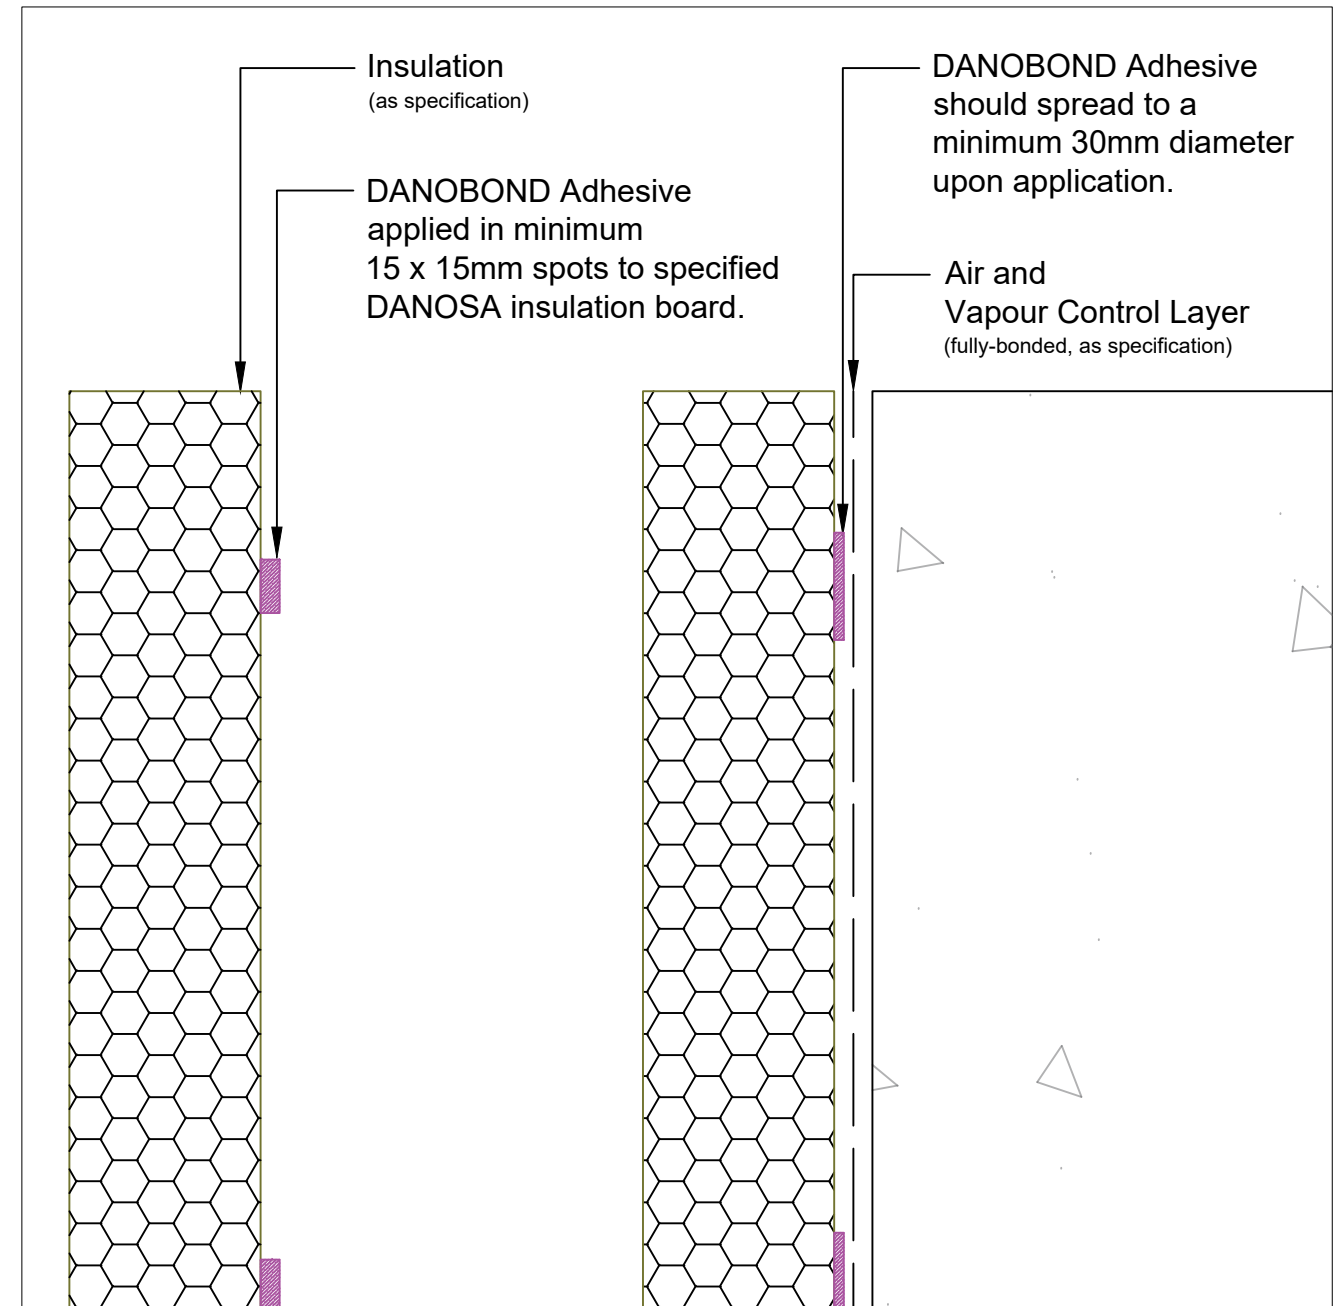 Insulation
(as specification)
DANOBOND Adhesive
applied in minimum
15 x 15mm spots to specified
DANOSA insulation board.
DANOBOND Adhesive
should spread to a
minimum 30mm diameter
upon application.
Air and
Vapour Control Layer
(fully-bonded, as specification)